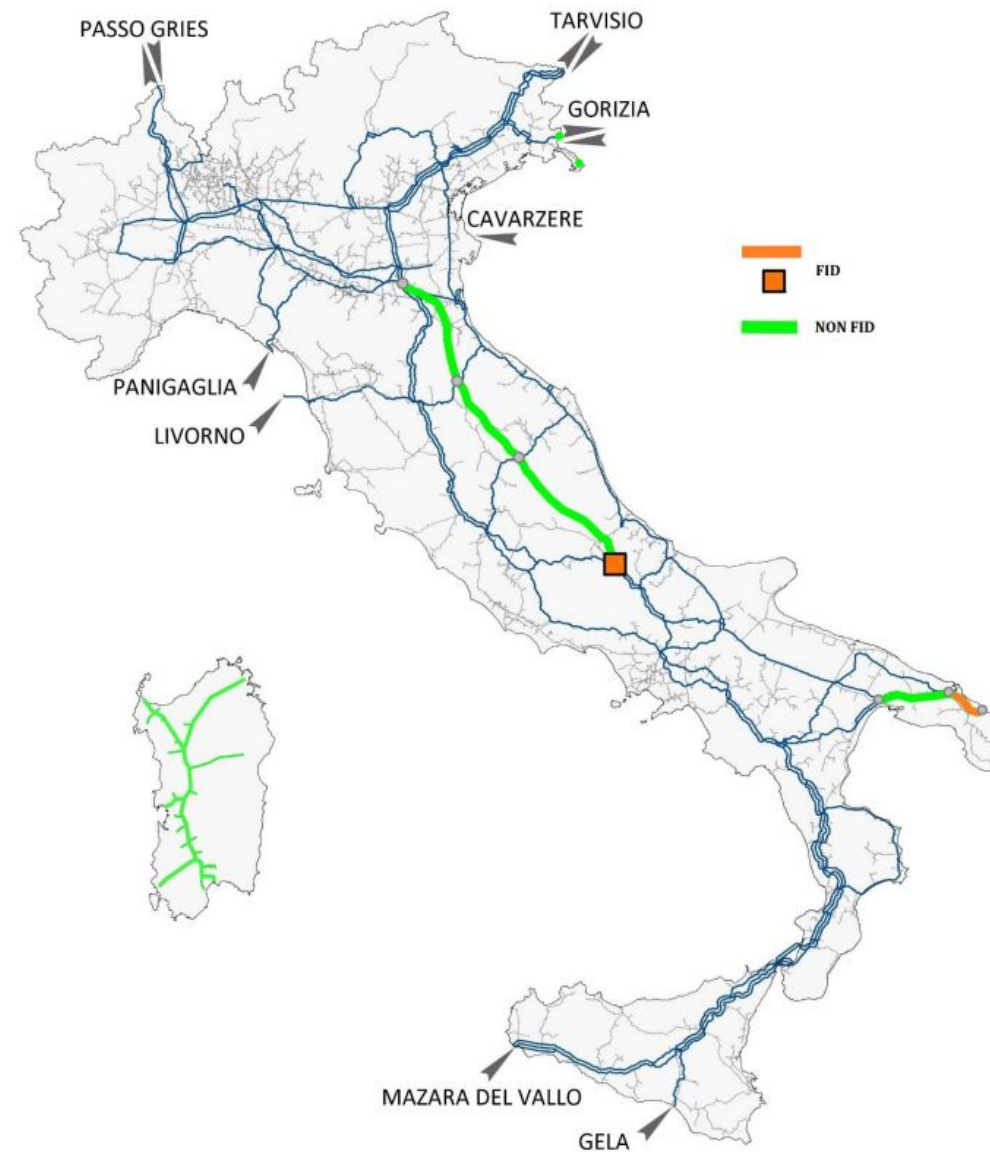 PASSO GRIES
TARVISIO
GORIZIA
CAVARZERE
FID
NON FID
PANIGAGLIA
LIVORNO
MAZARA DEL VALLO
GELA